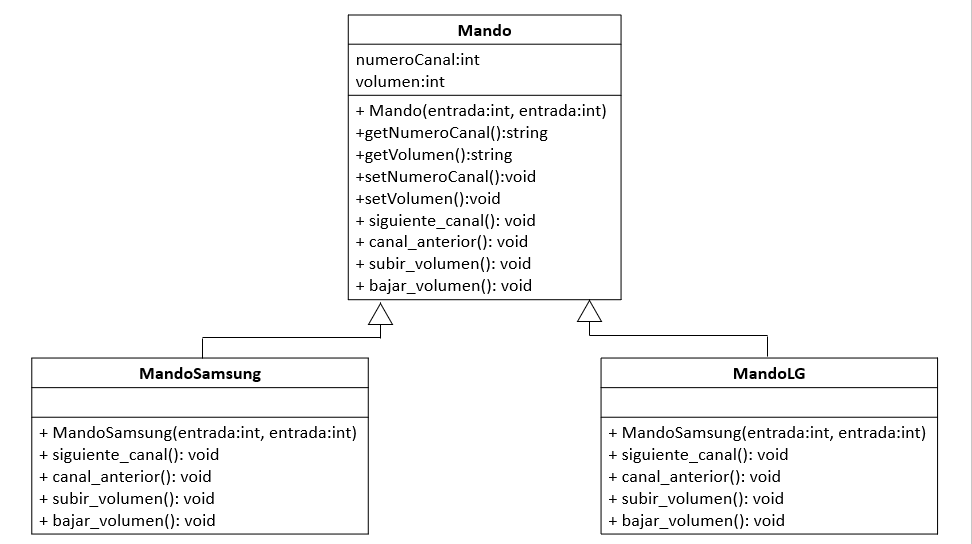 Mando
numeroCanal:int
volumen:int
+ Mando(entrada:int, entrada:int)
+getNumeroCanal():string
+getVolumen():string
+setNumeroCanal():void
+setVolumen():void
+ siguiente_canal(): void
+ canal_anterior(): void
+ subir_volumen(): void
+ bajar_volumen(): void
MandoSamsung
+ MandoSamsung(entrada:int, entrada:int)
+ siguiente_canal(): void
+ canal_anterior(): void
+ subir_volumen(): void
+ bajar_volumen(): void
MandoLG
+ MandoSamsung(entrada:int, entrada:int)
+ siguiente_canal(): void
+ canal_anterior(): void
+ subir_volumen(): void
+ bajar_volumen(): void